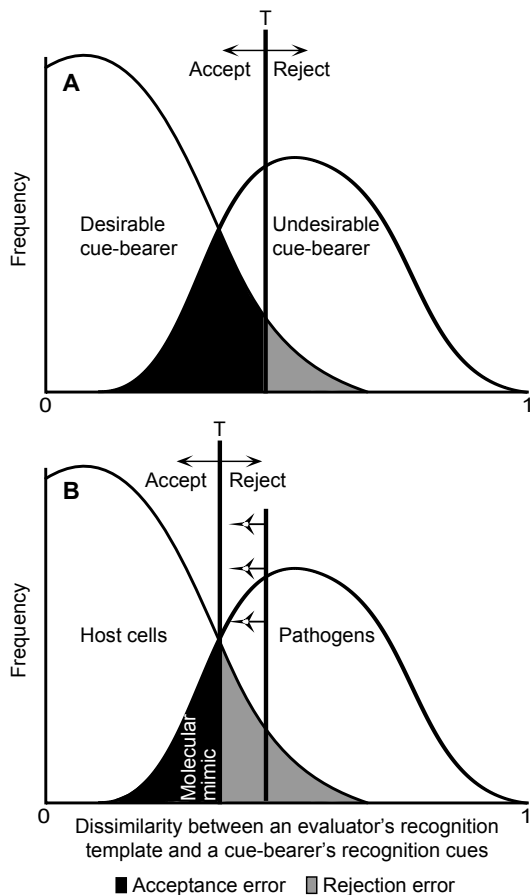 T
Accept Reject
A
Frequency
Desirable
cue-bearer
Undesirable
cue-bearer
0 1
T
Accept Reject
B
Frequency
Host cells
Pathogens
Molecular
mimic
0 1
Dissimilarity between an evaluator's recognition
template and a cue-bearer's recognition cues
Acceptance error Rejection error